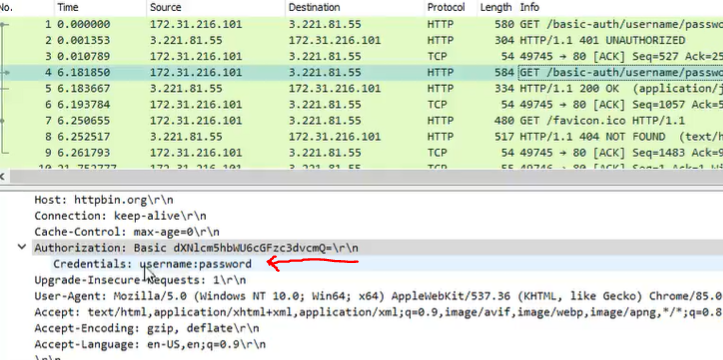 Time Source Destination Protocol Length Info
1 0.000000 172.31.216.101 3.221.81.55 HTTP 580 GET /basic-auth/username/passwo
2 0.001353 3.221.81.55 172.31.216.101 HTTP 304 HTTP/1.1 401 UNAUTHORIZED
3 0.010789 172.31.216.101 3.221.81.55 TCP 54 49745 → 80 [ACK] Seq=527 Ack=25
4 6.181850 172.31.216.101 3.221.81.55 HTTP 584 GET /basic-auth/username/passwo
5 6.183667 3.221.81.55 172.31.216.101 HTTP 334 HTTP/1.1 200 OK (application/j
6 6.193784 172.31.216.101 3.221.81.55 TCP 54 49745 → 80 [ACK] Seq=1057
7 6.250655 172.31.216.101 3.221.81.55 HTTP 480 GET /favicon.ico HTTP/1.1
8 6.252517 3.221.81.55 172.31.216.101 HTTP 517 HTTP/1.1 404 NOT FOUND (text/h
9 6.261793 172.31.216.101 3.221.81.55 TCP 54 49745 → 80 [ACK] Seq=1483 Ack=9
Host: httpbin.org\r\n
Connection: keep-alive\r\n
Cache-Control: max-age=0\r\n
Authorization: Basic dXNlcm5hbWU6cGFzc3dvcmQ=\r\n
Credentials: username:password
Upgrade-Insecure-Requests: 1\r\n
User-Agent: Mozilla/5.0 (Windows NT 10.0; Win64; x64) AppleWebKit/537.36 (KHTML, like Gecko) Chrome/85.0
Accept: text/html,application/xhtml+xml,application/xml;q=0.9,image/avif,image/webp,image/apng,*/*;q=0.8
Accept-Encoding: gzip, deflate\r\n
Accept-Language: en-US,en;q=0.9\r\n
\r\n